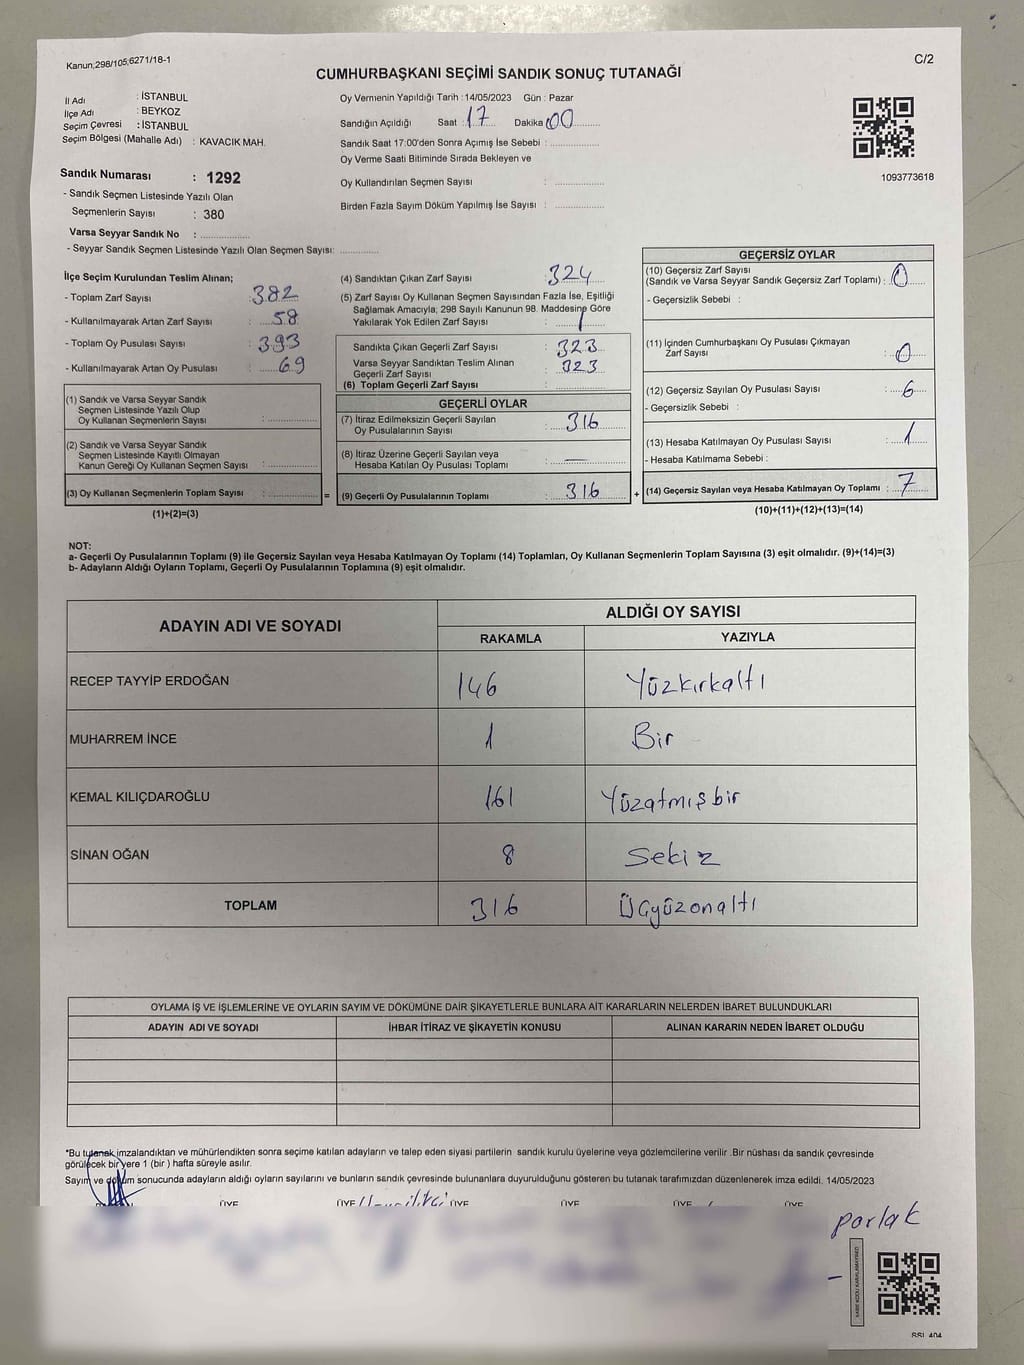 Kanun,298/105,6271/18-1
C/2
CUMHURBAŞKANI SEÇİMİ SANDIK SONUÇ TUTANAĞI
İl Adı : İSTANBUL
İlçe Adı : BEYKOZ
Seçim Çevresi : İSTANBUL
Seçim Bölgesi (Mahalle Adı) : KAVACIK MAH.
Oy Vermenin Yapıldığı Tarih : 14/05/2023 Gün : Pazar
Sandığın Açıldığı Saat : 17 Dakika 00
Sandık Saat 17:00'den Sonra Açımış İse Sebebi :
Oy Verme Saati Bitiminde Sırada Bekleyen ve
Oy Kullandırılan Seçmen Sayısı :
Birden Fazla Sayım Döküm Yapılmış İse Sayısı :
1093773618
Sandık Numarası : 1292
- Sandık Seçmen Listesinde Yazılı Olan
Seçmenlerin Sayısı : 380
Varsa Seyyar Sandık No :
- Seyyar Sandık Seçmen Listesinde Yazılı Olan Seçmen Sayısı:
İlçe Seçim Kurulundan Teslim Alınan;
- Toplam Zarf Sayısı : 382
- Kullanılmayarak Artan Zarf Sayısı : 58
- Toplam Oy Pusulası Sayısı : 393
- Kullanılmayarak Artan Oy Pusulası : 69
(1) Sandık ve Varsa Seyyar Sandık
Seçmen Listesinde Yazılı Olup
Oy Kullanan Seçmenlerin Sayısı :
(2) Sandık ve Varsa Seyyar Sandık
Seçmen Listesinde Kayıtlı Olmayan
Kanun Gereği Oy Kullanan Seçmen Sayısı :
(3) Oy Kullanan Seçmenlerin Toplam Sayısı :
(1)+(2)=(3)
(4) Sandıktan Çıkan Zarf Sayısı : 324
(5) Zarf Sayısı Oy Kullanan Seçmen Sayısından Fazla İse, Eşitliği
Sağlamak Amacıyla; 298 Sayılı Kanunun 98. Maddesine Göre
Yakılarak Yok Edilen Zarf Sayısı : 1
Sandıkta Çıkan Geçerli Zarf Sayısı : 323
Varsa Seyyar Sandıktan Teslim Alınan
Geçerli Zarf Sayısı : 323
(6) Toplam Geçerli Zarf Sayısı :
GEÇERLİ OYLAR
(7) İtiraz Edilmeksizin Geçerli Sayılan
Oy Pusulalarının Sayısı : 316
(8) İtiraz Üzerine Geçerli Sayılan veya
Hesaba Katılan Oy Pusulası Toplamı : —
= (9) Geçerli Oy Pusulalarının Toplamı : 316 +
GEÇERSİZ OYLAR
(10) Geçersiz Zarf Sayısı
(Sandık ve Varsa Seyyar Sandık Geçersiz Zarf Toplamı) : 0
- Geçersizlik Sebebi :
(11) İçinden Cumhurbaşkanı Oy Pusulası Çıkmayan
Zarf Sayısı : 0
(12) Geçersiz Sayılan Oy Pusulası Sayısı : 6
- Geçersizlik Sebebi :
(13) Hesaba Katılmayan Oy Pusulası Sayısı : 1
- Hesaba Katılmama Sebebi :
(14) Geçersiz Sayılan veya Hesaba Katılmayan Oy Toplamı : 7
(10)+(11)+(12)+(13)=(14)
NOT:
a- Geçerli Oy Pusulalarının Toplamı (9) ile Geçersiz Sayılan veya Hesaba Katılmayan Oy Toplamı (14) Toplamları, Oy Kullanan Seçmenlerin Toplam Sayısına (3) eşit olmalıdır. (9)+(14)=(3)
b- Adayların Aldığı Oyların Toplamı, Geçerli Oy Pusulalarının Toplamına (9) eşit olmalıdır.
ADAYIN ADI VE SOYADI ALDIĞI OY SAYISI
RAKAMLA YAZIYLA
RECEP TAYYİP ERDOĞAN 146 Yüzkırkaltı
MUHARREM İNCE 1 Bir
KEMAL KILIÇDAROĞLU 161 Yüzatmışbir
SİNAN OĞAN 8 Sekiz
TOPLAM 316 Üçyüzonaltı
OYLAMA İŞ VE İŞLEMLERİNE VE OYLARIN SAYIM VE DÖKÜMÜNE DAİR ŞİKAYETLERLE BUNLARA AİT KARARLARIN NELERDEN İBARET BULUNDUKLARI
ADAYIN ADI VE SOYADI İHBAR İTİRAZ VE ŞİKAYETİN KONUSU ALINAN KARARIN NEDEN İBARET OLDUĞU
*Bu tutanak imzalandıktan ve mühürlendikten sonra seçime katılan adayların ve talep eden siyasi partilerin sandık kurulu üyelerine veya gözlemcilerine verilir .Bir nüshası da sandık çevresinde
görülecek bir yere 1 (bir ) hafta süreyle asılır.
Sayım ve döküm sonucunda adayların aldığı oyların sayılarını ve bunların sandık çevresinde bulunanlara duyurulduğunu gösteren bu tutanak tarafımızdan düzenlenerek imza edildi. 14/05/2023
ÜYE ÜYE ÜYE ÜYE ÜYE ÜYE
parlak